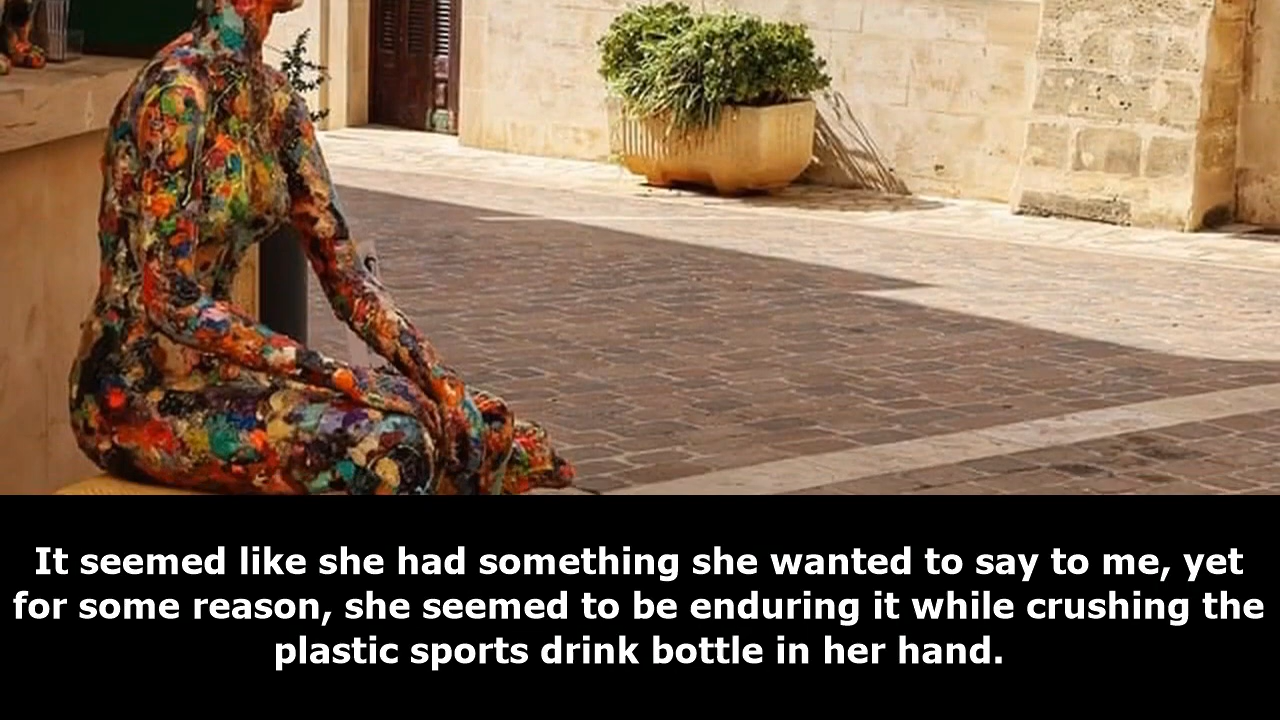 It seemed like she had something she wanted to say to me, yet
for some reason, she seemed to be enduring it while crushing the
plastic sports drink bottle in her hand.